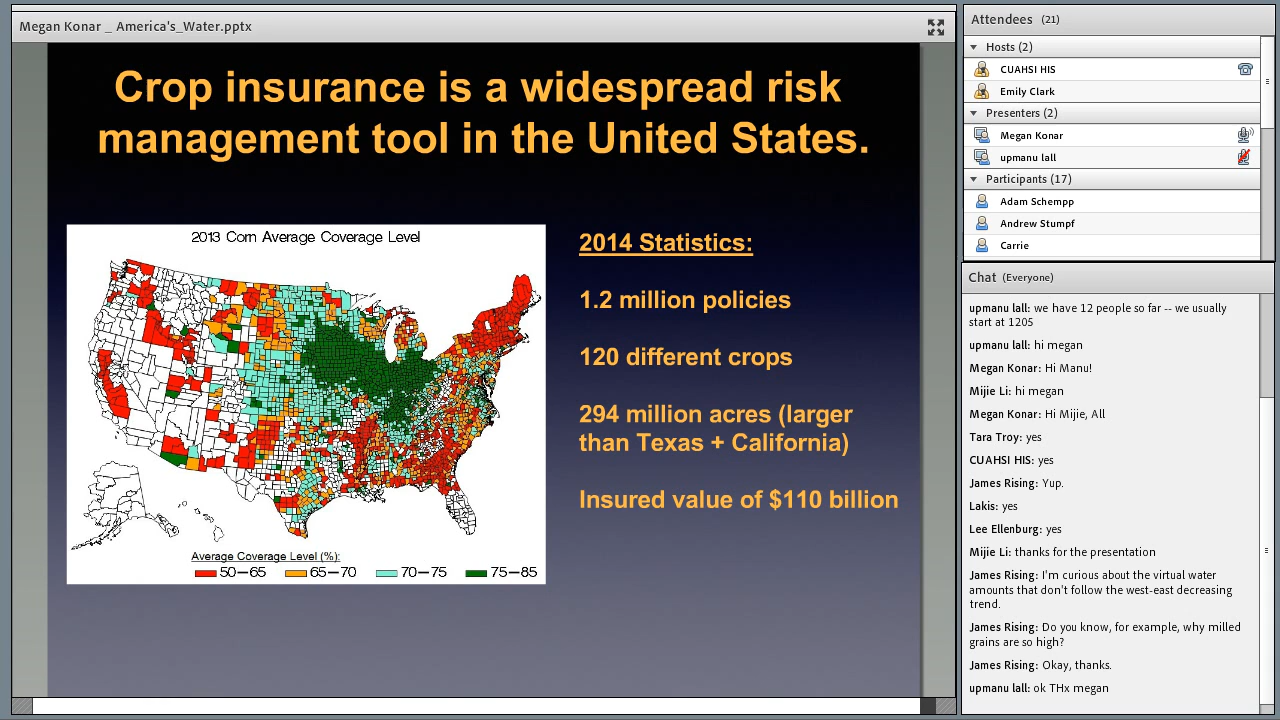 Megan Konar _ America's_Water.pptx
Crop insurance is a widespread risk
management tool in the United States.
2013 Corn Average Coverage Level
Average Coverage Level (%):
50–65 65–70 70–75 75–85
2014 Statistics:
1.2 million policies
120 different crops
294 million acres (larger
than Texas + California)
Insured value of $110 billion
Attendees (21)
Hosts (2)
CUAHSI HIS
Emily Clark
Presenters (2)
Megan Konar
upmanu lall
Participants (17)
Adam Schempp
Andrew Stumpf
Carrie
Chat (Everyone)
upmanu lall: we have 12 people so far -- we usually
start at 1205
upmanu lall: hi megan
Megan Konar: Hi Manu!
Mijie Li: hi megan
Megan Konar: Hi Mijie, All
Tara Troy: yes
CUAHSI HIS: yes
James Rising: Yup.
Lakis: yes
Lee Ellenburg: yes
Mijie Li: thanks for the presentation
James Rising: I'm curious about the virtual water
amounts that don't follow the west-east decreasing
trend.
James Rising: Do you know, for example, why milled
grains are so high?
James Rising: Okay, thanks.
upmanu lall: ok THx megan